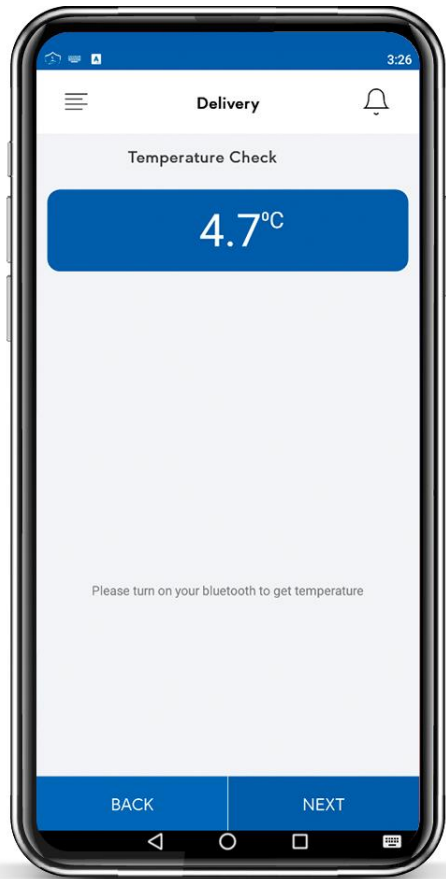 3:26
Delivery
Temperature Check
4.7°C
Please turn on your bluetooth to get temperature
BACK NEXT